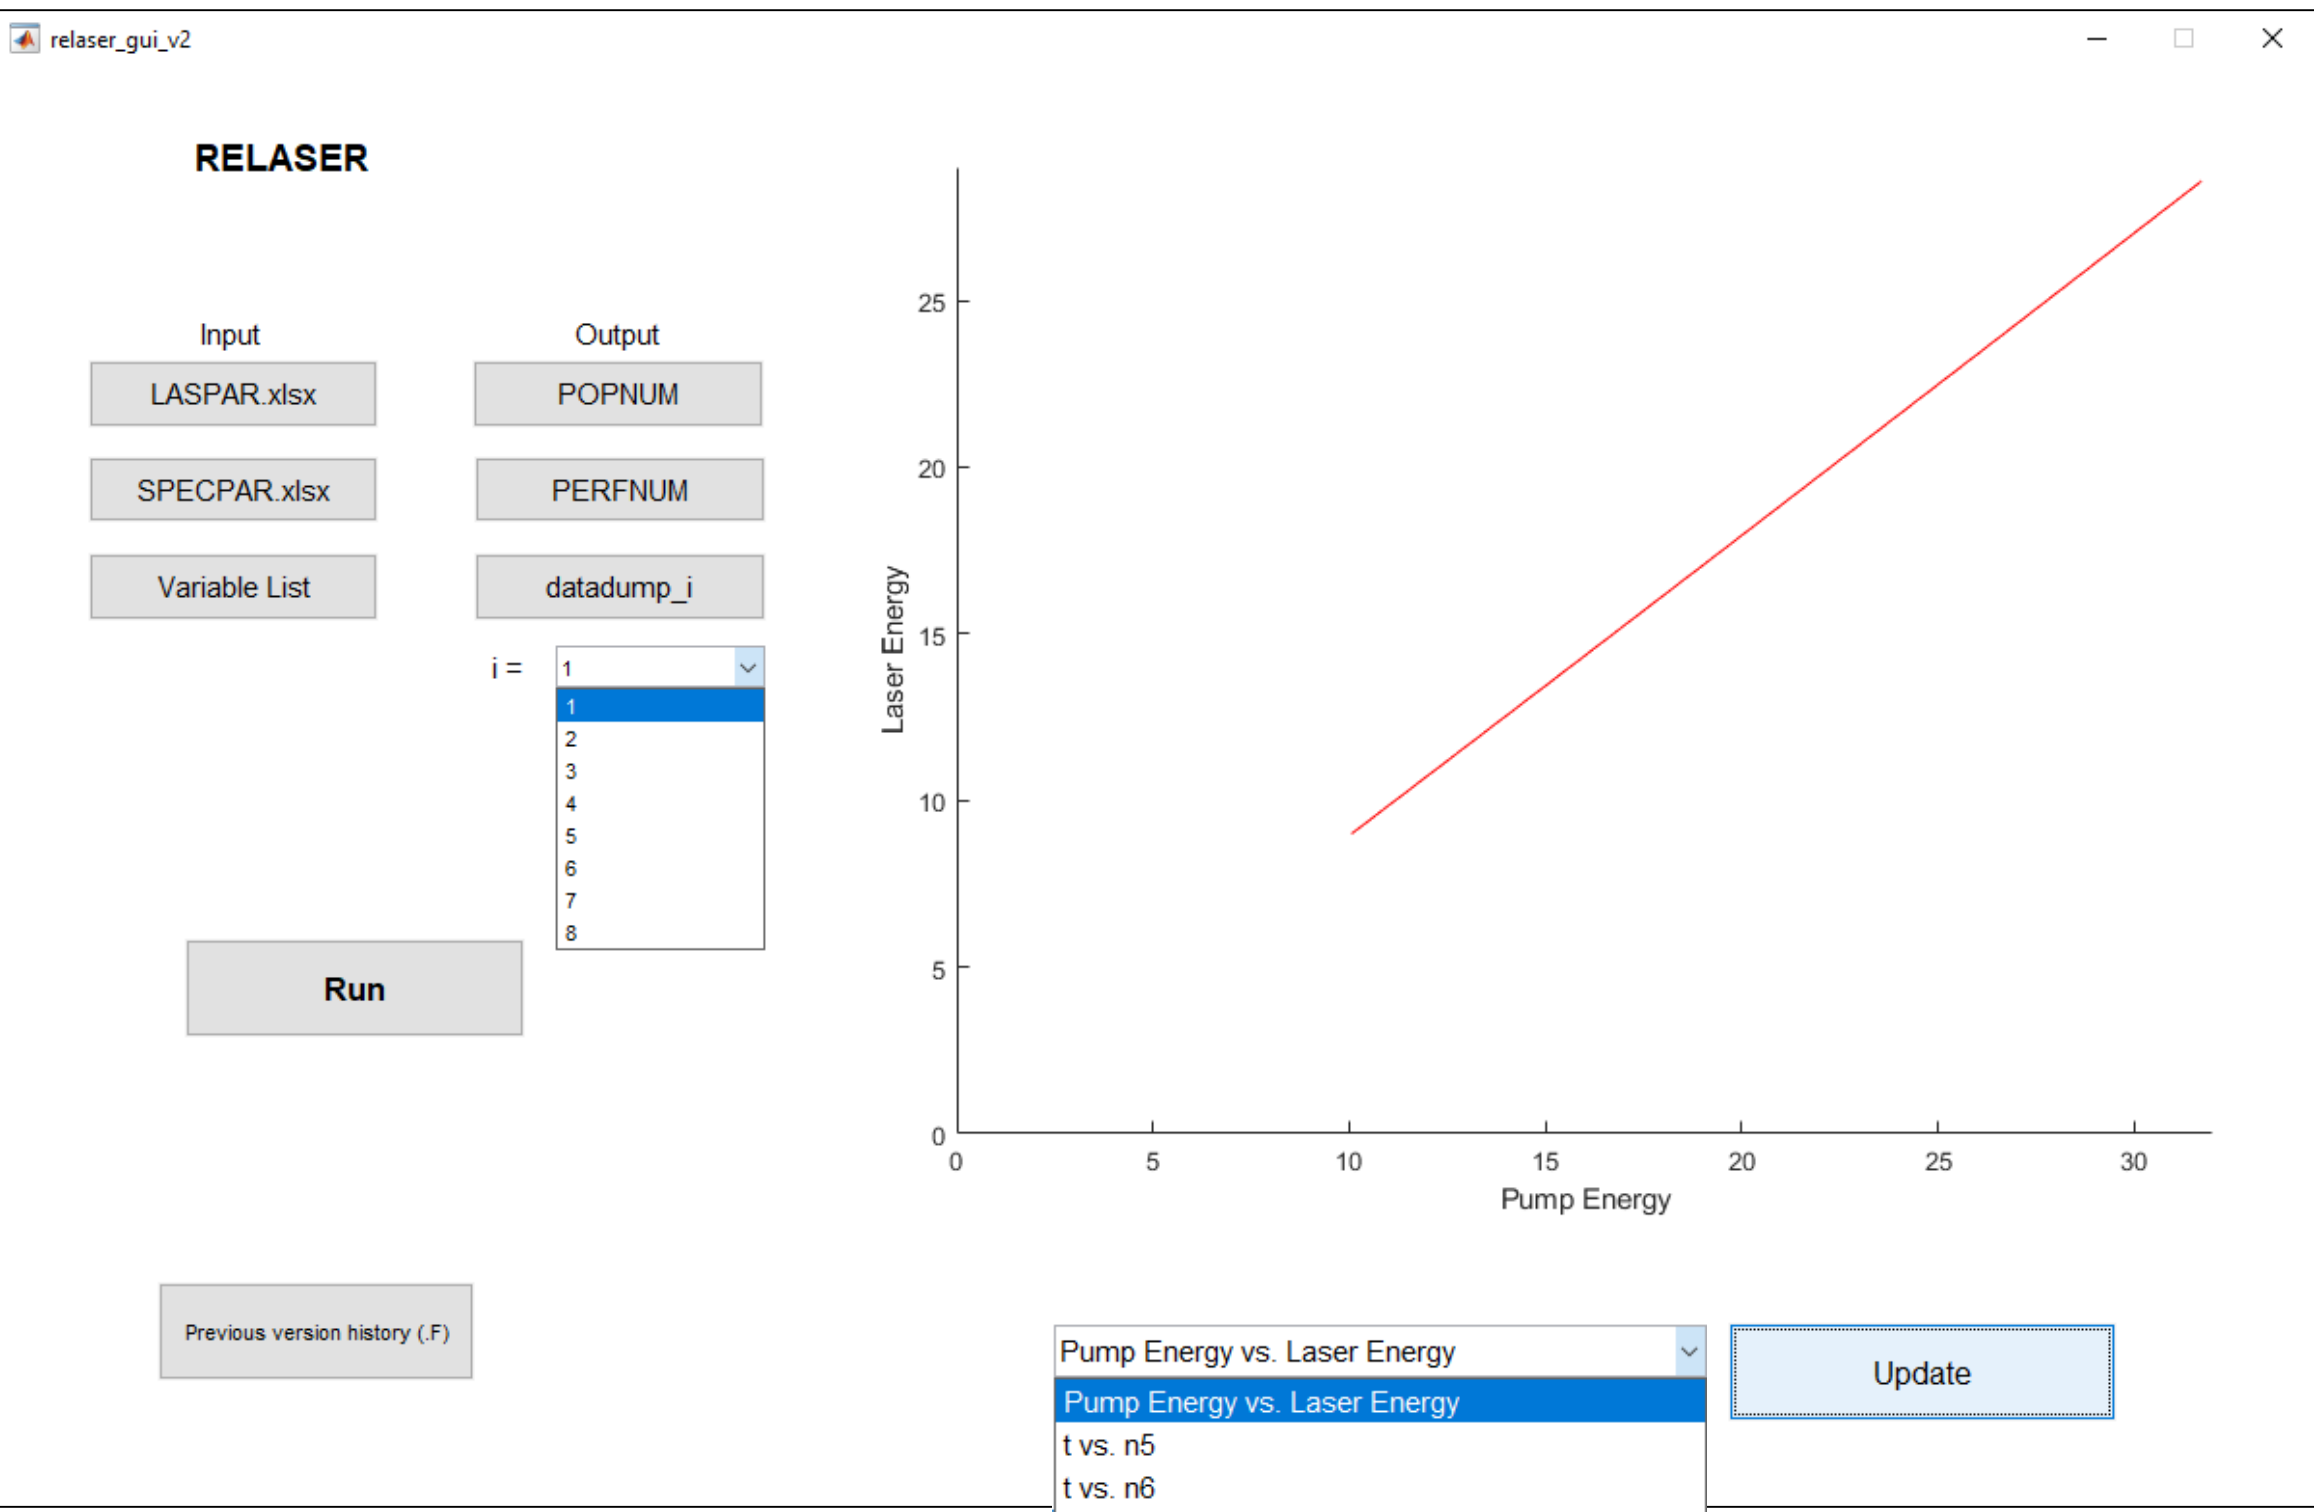 relaser_gui_v2
RELASER
Input
Output
LASPAR.xlsx
POPNUM
SPECPAR.xlsx
PERFNUM
Variable List
datadump_i
i =
1
1
2
3
4
5
6
7
8
Run
Previous version history (.F)
Laser Energy
25
20
15
10
5
0
0 5 10 15 20 25 30
Pump Energy
Pump Energy vs. Laser Energy
Pump Energy vs. Laser Energy
t vs. n5
t vs. n6
Update